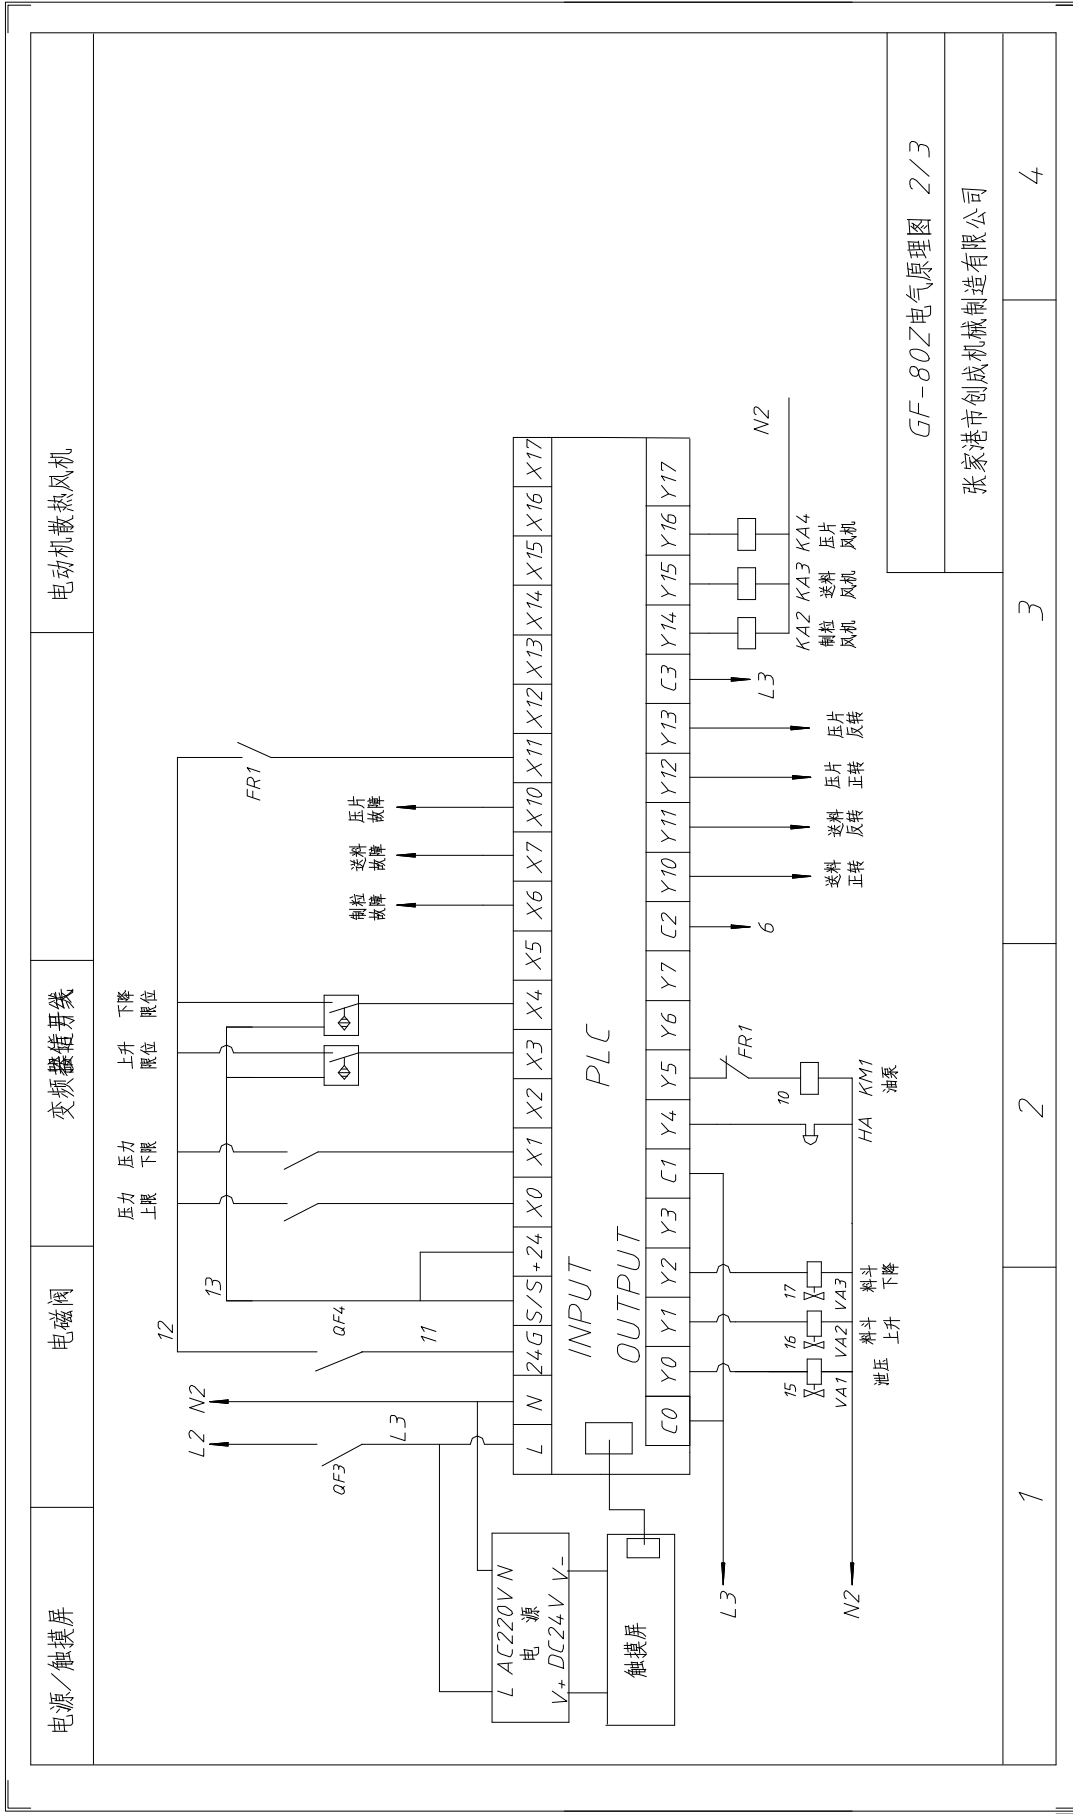 电源/触摸屏
电磁阀
变频器
电动机散热风机
L2
N2
12
13
压力
上限
压力
下限
上升
限位
下降
限位
QF3
L3
QF4
11
制粒
故障
送料
故障
压片
故障
FR1
L N 24G S/S +24 X0 X1 X2 X3 X4 X5 X6 X7 X10 X11 X12 X13 X14 X15 X16 X17
INPUT
PLC
OUTPUT
C0 Y0 Y1 Y2 Y3 C1 Y4 Y5 Y6 Y7 C2 Y10 Y11 Y12 Y13 C3 Y14 Y15 Y16 Y17
L AC220V N
电 源
V+ DC24V V-
触摸屏
L3
N2
15
VA1
泄压
16
VA2
料斗
上升
17
VA3
料斗
下降
HA
FR1
10
KM1
油泵
6
送料
正转
送料
反转
压片
正转
压片
反转
L3
N2
KA2 KA3 KA4
制粒
风机
送料
风机
压片
风机
GF-80Z电气原理图 2/3
张家港市创成机械制造有限公司
1
2
3
4